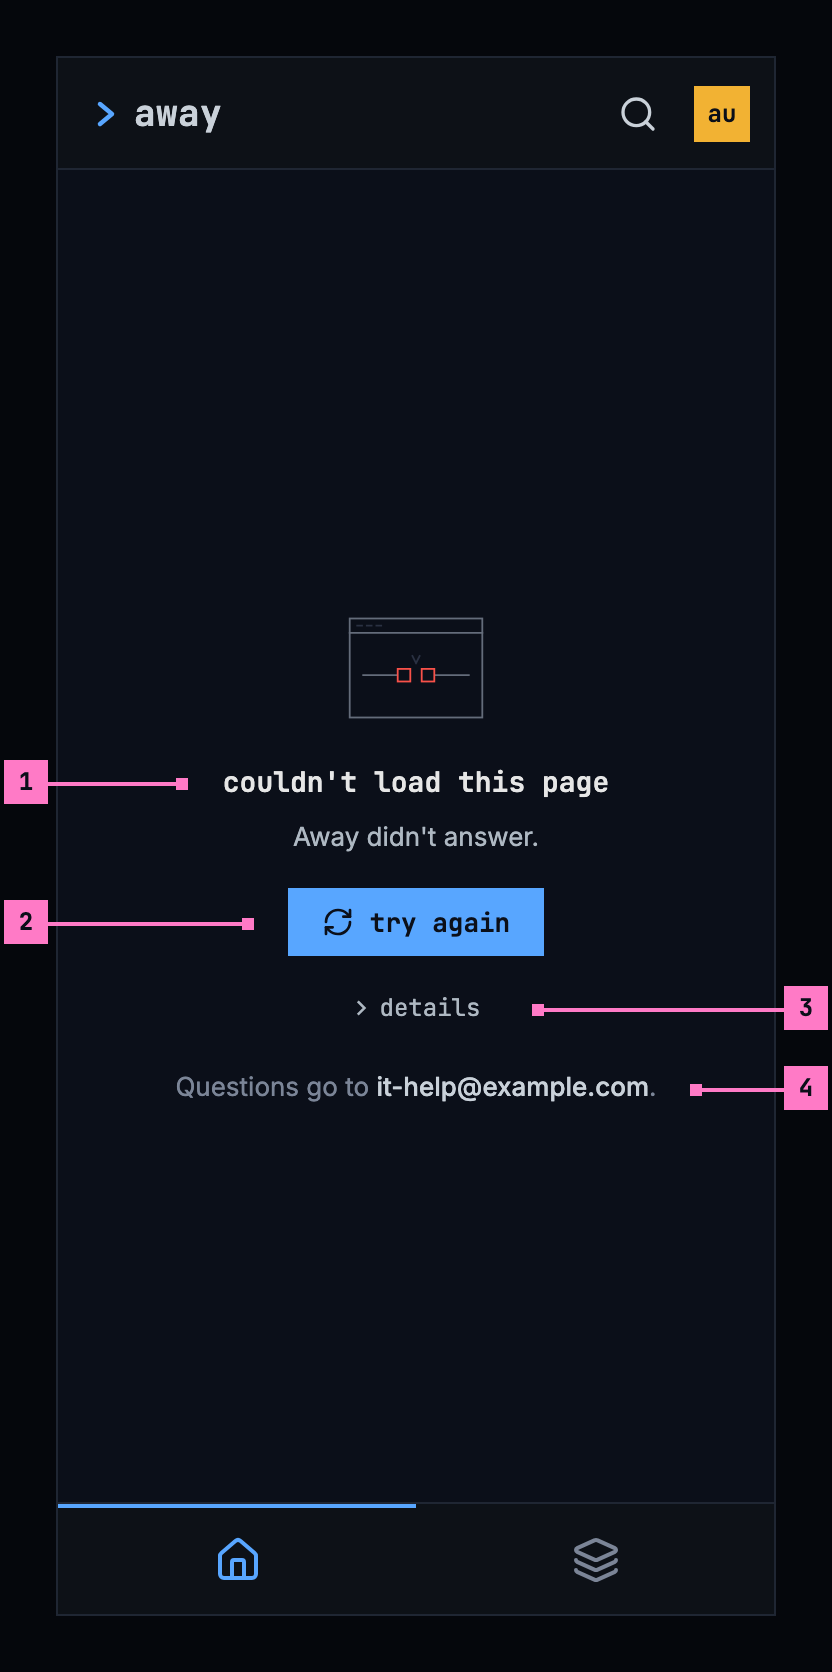 away
au
1
couldn't load this page
Away didn't answer.
2
try again
details
3
Questions go to it-help@example.com.
4